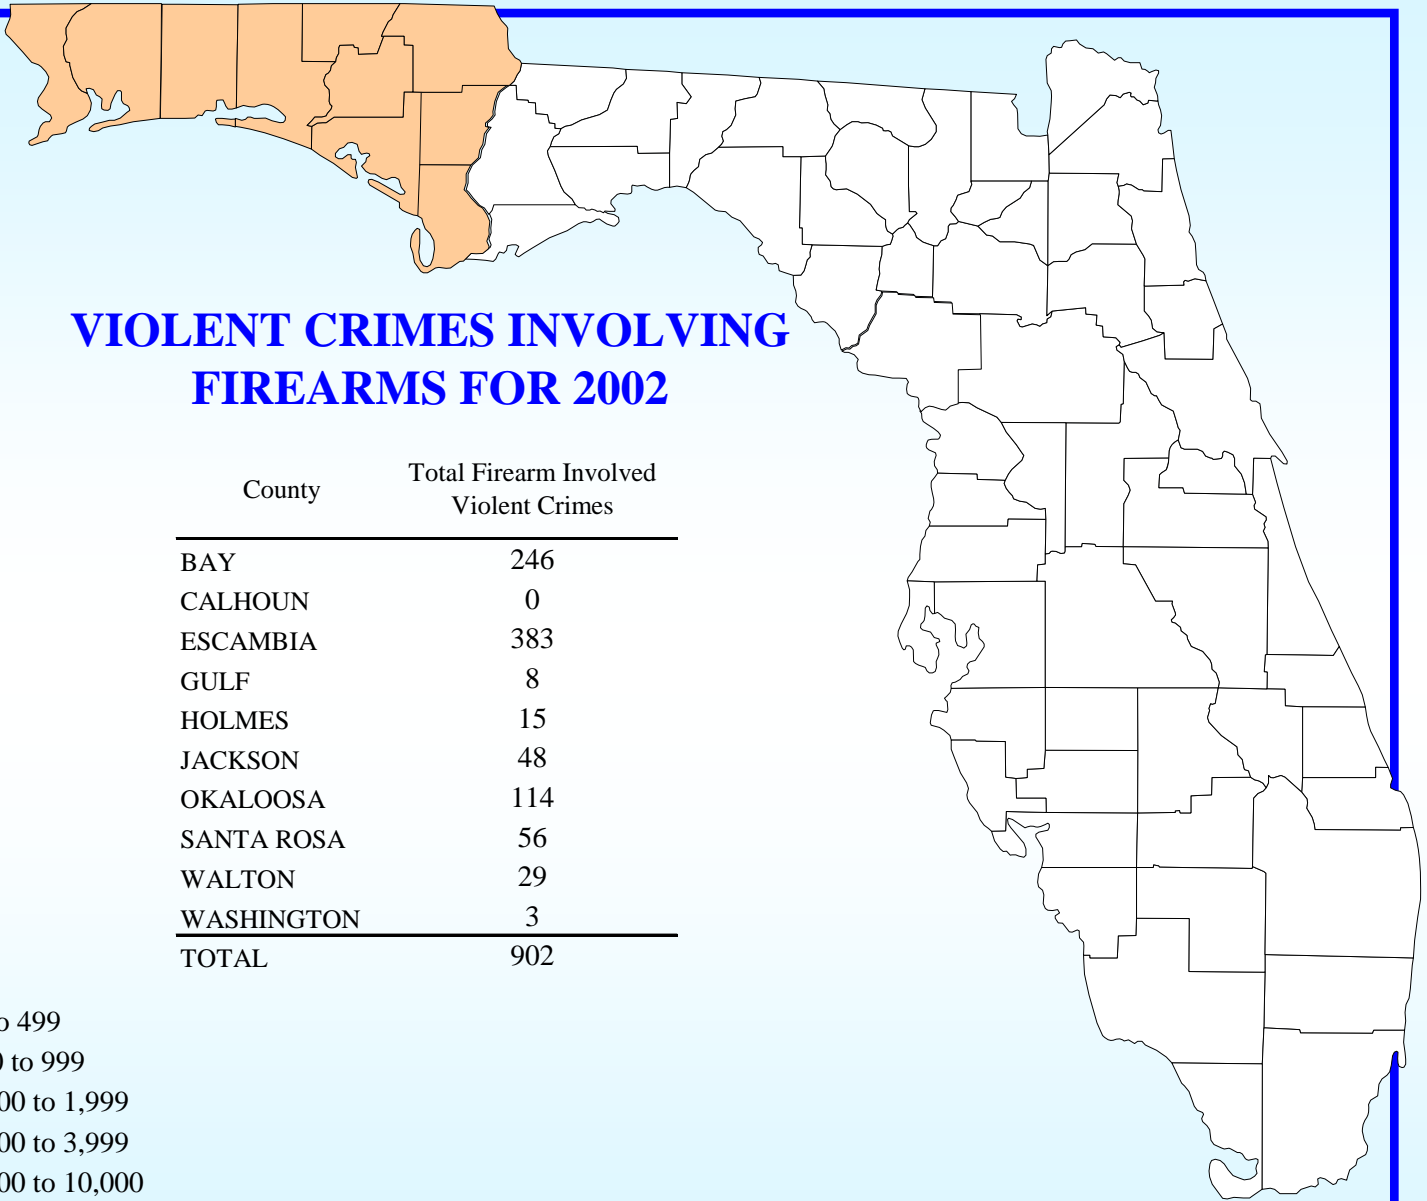 VIOLENT CRIMES INVOLVING
FIREARMS FOR 2002
County Total Firearm Involved
Violent Crimes
BAY 246
CALHOUN 0
ESCAMBIA 383
GULF 8
HOLMES 15
JACKSON 48
OKALOOSA 114
SANTA ROSA 56
WALTON 29
WASHINGTON 3
TOTAL 902
499
to 999
to 1,999
to 3,999
to 10,000